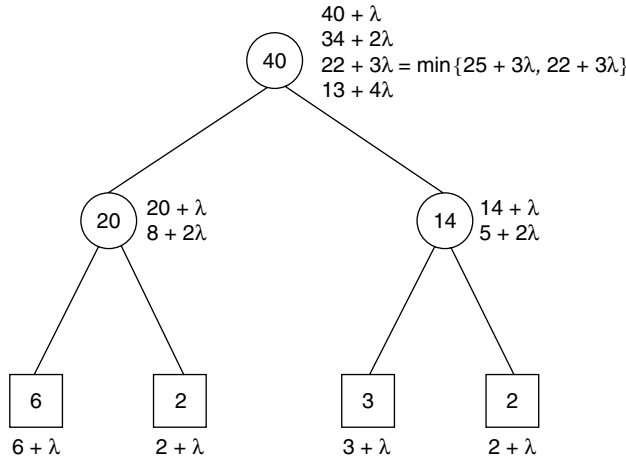 40 + λ
34 + 2λ
40
22 + 3λ = min{25 + 3λ, 22 + 3λ}
13 + 4λ
20
20 + λ
8 + 2λ
14
14 + λ
5 + 2λ
6
2
3
2
6 + λ
2 + λ
3 + λ
2 + λ